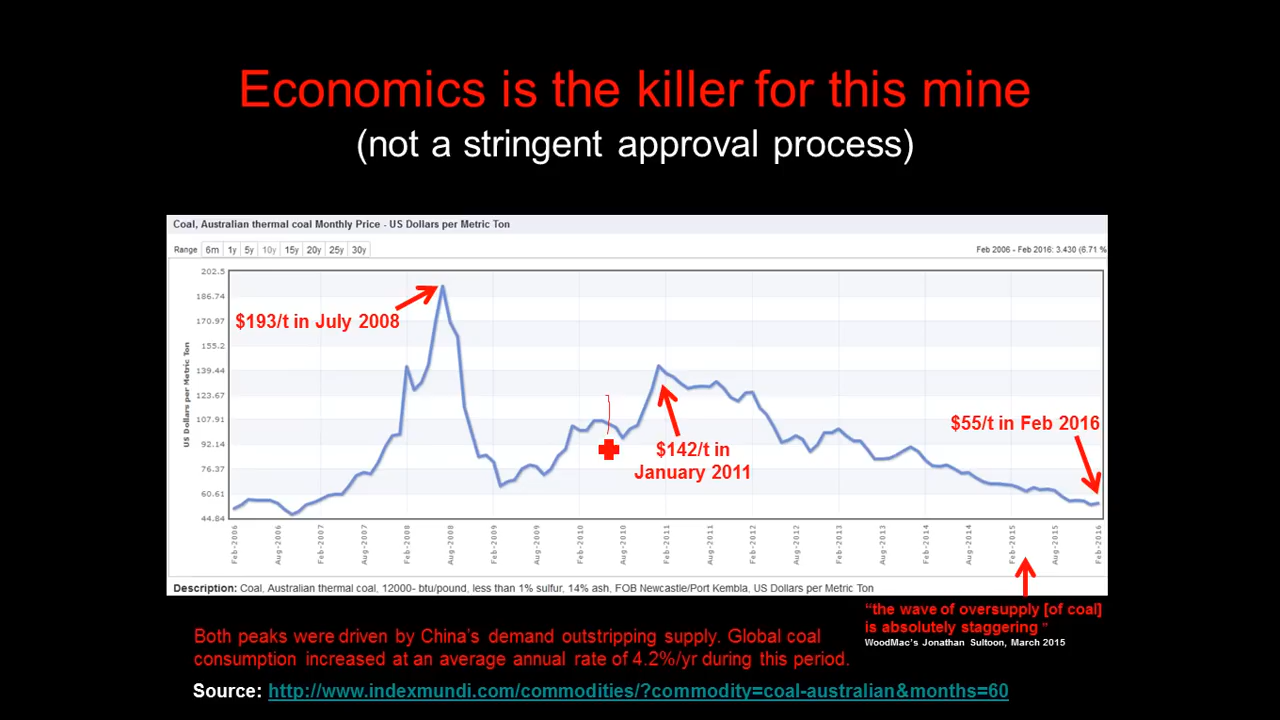 Economics is the killer for this mine
(not a stringent approval process)
Coal, Australian thermal coal Monthly Price - US Dollars per Metric Ton
Range 6m 1y 5y 10y 15y 20y 25y 30y
Feb 2006 - Feb 2016: 3.430 (6.71 %
US Dollars per Metric Ton
202.5
186.74
170.97
155.2
139.44
123.67
107.91
92.14
76.37
60.61
44.84
$193/t in July 2008
$142/t in
January 2011
$55/t in Feb 2016
Feb-2006
Aug-2006
Feb-2007
Aug-2007
Feb-2008
Aug-2008
Feb-2009
Aug-2009
Feb-2010
Aug-2010
Feb-2011
Aug-2011
Feb-2012
Aug-2012
Feb-2013
Aug-2013
Feb-2014
Aug-2014
Feb-2015
Aug-2015
Feb-2016
Description: Coal, Australian thermal coal, 12000- btu/pound, less than 1% sulfur, 14% ash, FOB Newcastle/Port Kembla, US Dollars per Metric Ton
“the wave of oversupply [of coal]
is absolutely staggering ”
WoodMac's Jonathan Sultoon, March 2015
Both peaks were driven by China's demand outstripping supply. Global coal
consumption increased at an average annual rate of 4.2%/yr during this period.
Source: http://www.indexmundi.com/commodities/?commodity=coal-australian&months=60